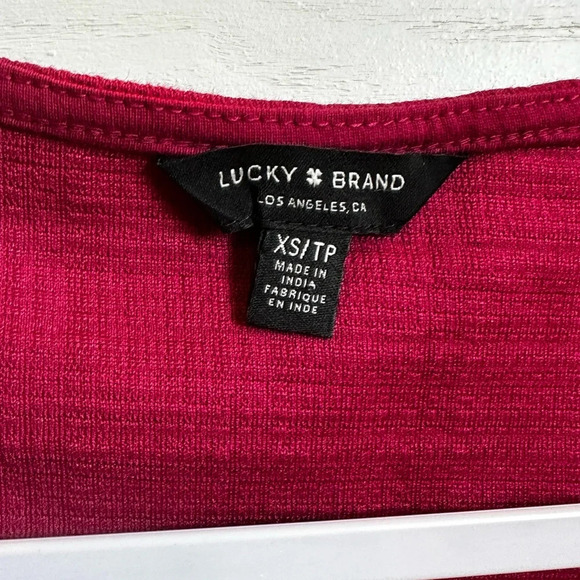 LUCKY BRAND
LOS ANGELES, CA
XS/TP
MADE IN
INDIA
FABRIQUE
EN INDE